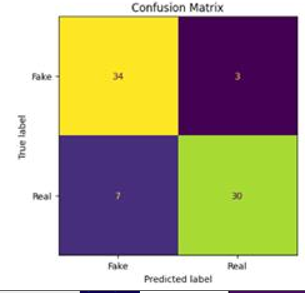 Confusion Matrix
Fake
34
3
True label
Real
7
30
Fake
Real
Predicted label